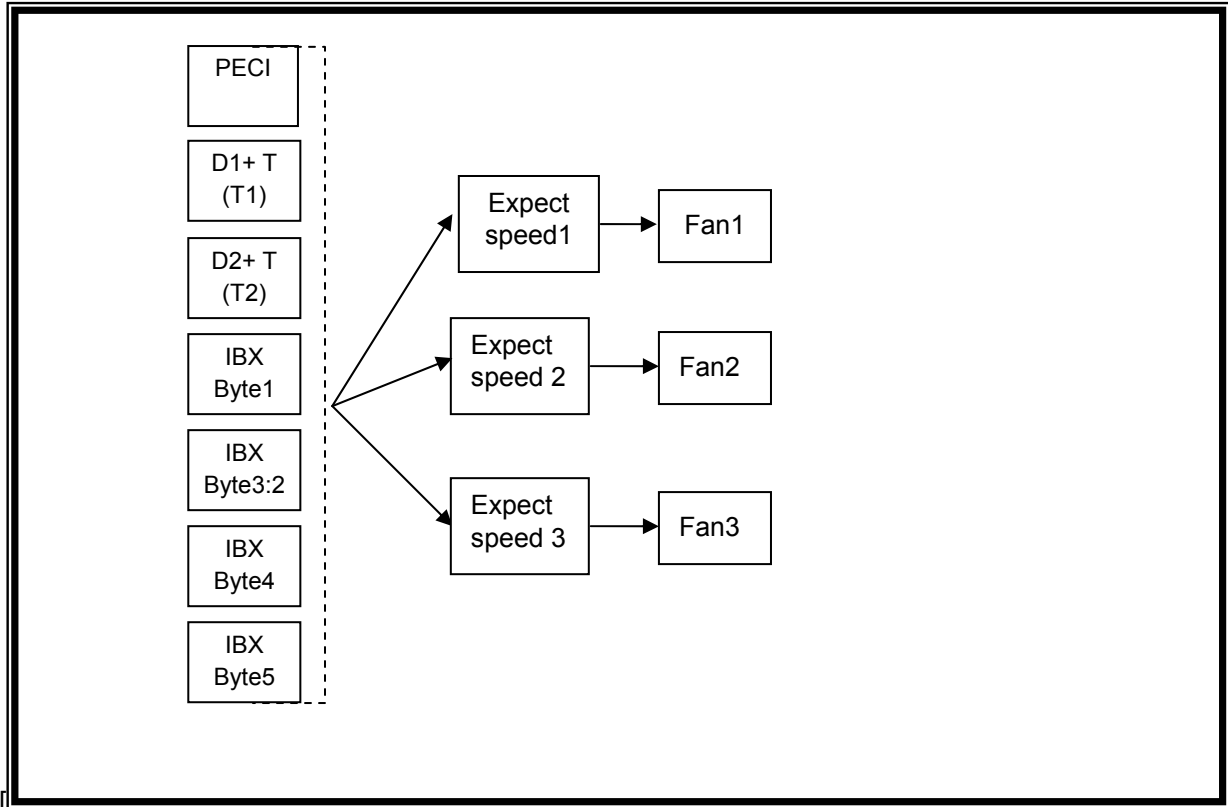 PECI
D1+ T
(T1)
D2+ T
(T2)
IBX
Byte1
IBX
Byte3:2
IBX
Byte4
IBX
Byte5
Expect
speed1
Fan1
Expect
speed 2
Fan2
Expect
speed 3
Fan3